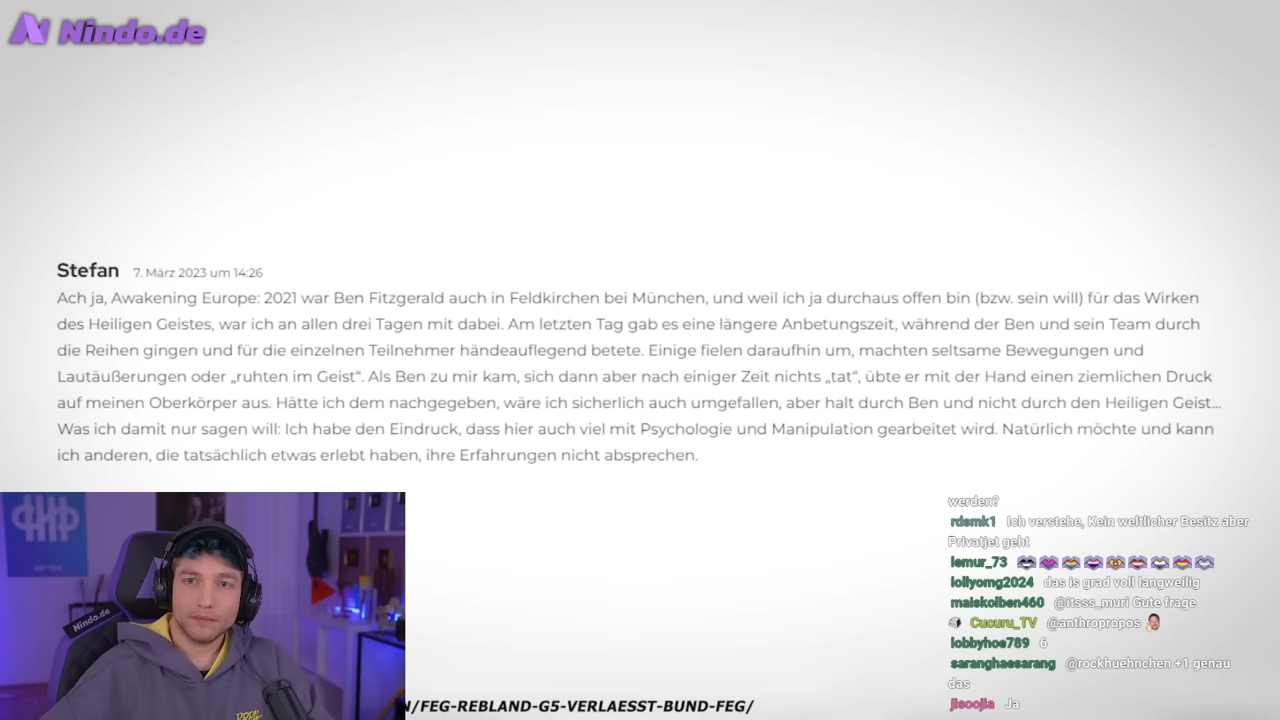 Nindo.de
Stefan 7. März 2023 um 14:26
Ach ja, Awakening Europe: 2021 war Ben Fitzgerald auch in Feldkirchen bei München, und weil ich ja durchaus offen bin (bzw. sein will) für das Wirken
des Heiligen Geistes, war ich an allen drei Tagen mit dabei. Am letzten Tag gab es eine längere Anbetungszeit, während der Ben und sein Team durch
die Reihen gingen und für die einzelnen Teilnehmer händeauflegend betete. Einige fielen daraufhin um, machten seltsame Bewegungen und
Lautäußerungen oder „ruhten im Geist“. Als Ben zu mir kam, sich dann aber nach einiger Zeit nichts „tat“, übte er mit der Hand einen ziemlichen Druck
auf meinen Oberkörper aus. Hätte ich dem nachgegeben, wäre ich sicherlich auch umgefallen, aber halt durch Ben und nicht durch den Heiligen Geist...
Was ich damit nur sagen will: Ich habe den Eindruck, dass hier auch viel mit Psychologie und Manipulation gearbeitet wird. Natürlich möchte und kann
ich anderen, die tatsächlich etwas erlebt haben, ihre Erfahrungen nicht absprechen.
werden?
rdsmk1 Ich verstehe, Kein weltlicher Besitz aber
Privatjet geht
lemur_73
lollyomg2024 das is grad voll langweilig
maiskolben460 @itsss_muri Gute frage
Cucuru_TV @anthropropos
lobbyhoe789 6
saranghaesarang @rockhuehnchen +1 genau
das
jisoojia Ja
Nindo.de
N/FEG-REBLAND-G5-VERLAESST-BUND-FEG/